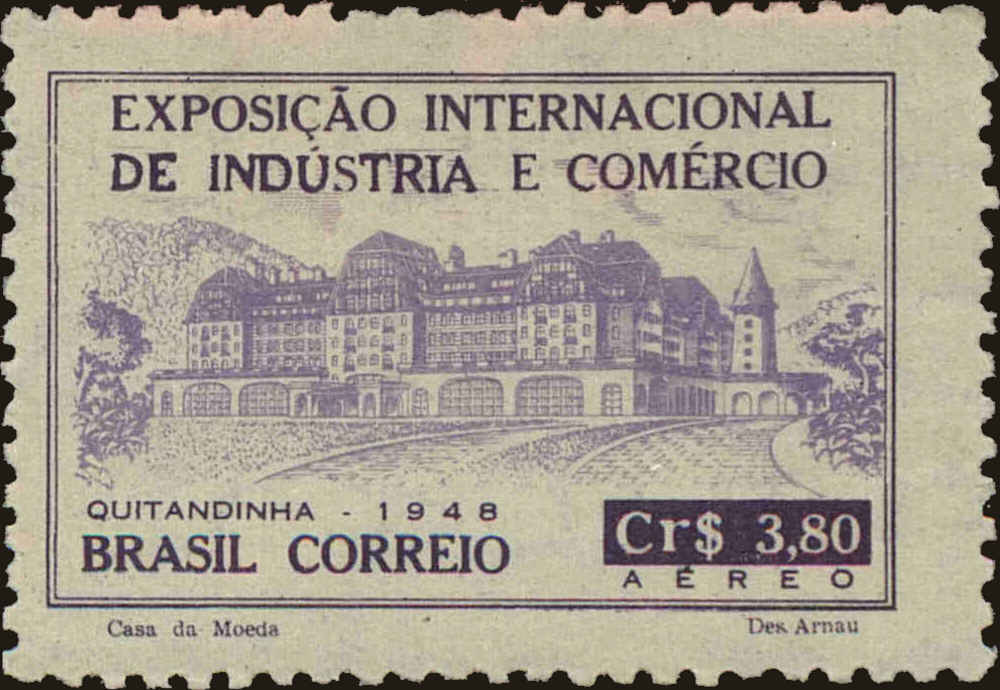 EXPOSIÇÃO INTERNACIONAL
DE INDÚSTRIA E COMÉRCIO
QUITANDINHA - 1948
BRASIL CORREIO
Cr$ 3,80
AÉREO
Casa da Moeda
Des. Arnau